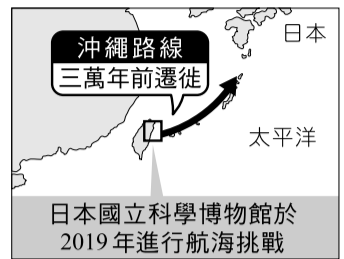 沖繩路線
三萬年前遷徙
日本
太平洋
日本國立科學博物館於
2019年進行航海挑戰